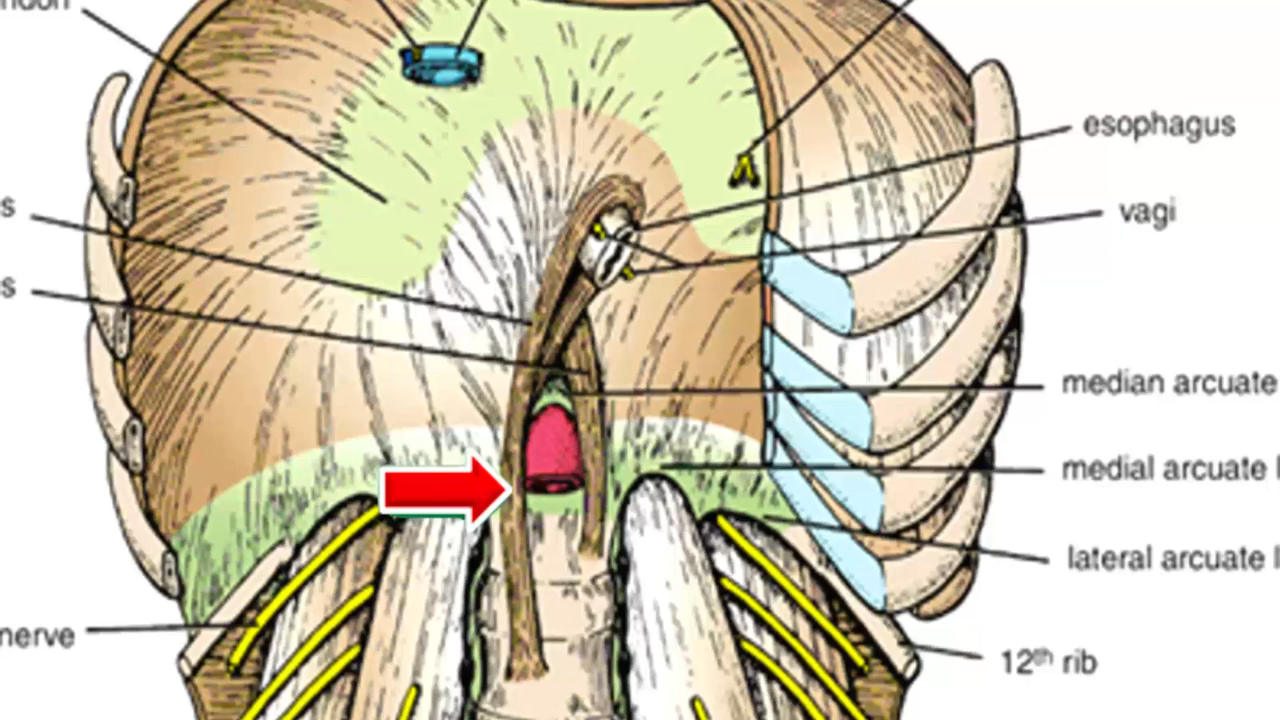 esophagus
vagi
median arcuate
medial arcuate
lateral arcuate
nerve
12th rib